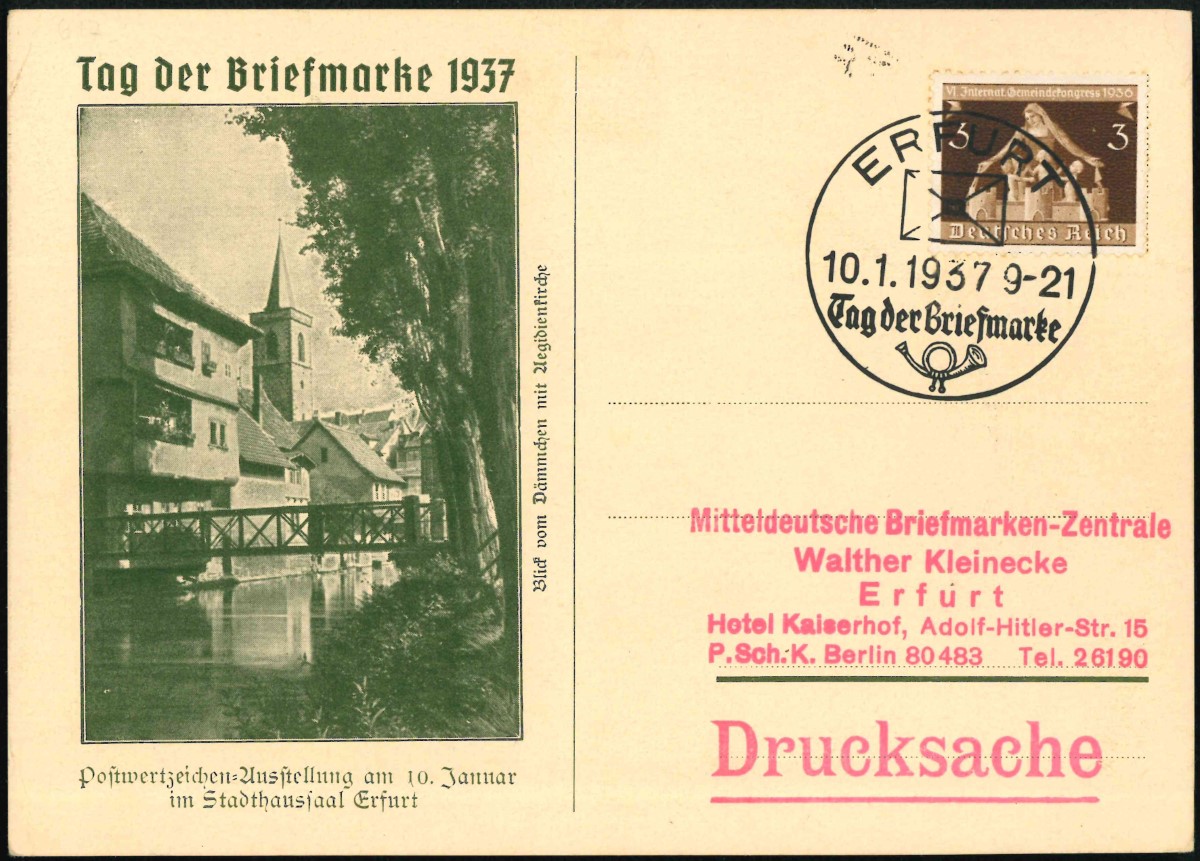 Tag der Briefmarke 1937
Blick vom Dämmchen mit Aegidienkirche
Postwertzeichen-Ausstellung am 10. Januar
im Stadthaussaal Erfurt
VI. Internat. Gemeindekongress 1936
3 3
Deutsches Reich
ERFURT
10.1.1937 9-21
Tag der Briefmarke
Mitteldeutsche Briefmarken-Zentrale
Walther Kleinecke
Erfurt
Hotel Kaiserhof, Adolf-Hitler-Str. 15
P.Sch.K. Berlin 80483 Tel. 26190
Drucksache